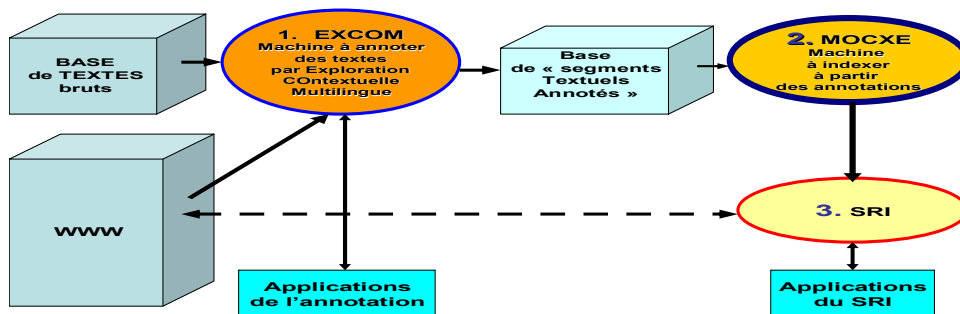 BASE
de TEXTES
bruts
1. EXCOM
Machine à annoter
des textes
par Exploration
COntextuelle
Multilingue
Base
de « segments
Textuels
Annotés »
2. MOCXE
Machine
à indexer
à partir
des annotations
www
3. SRI
Applications
de l'annotation
Applications
du SRI